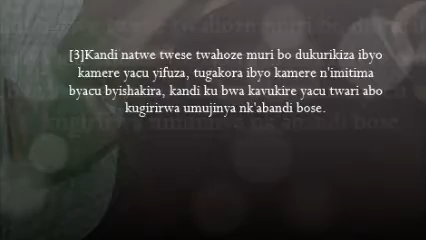 [3]Kandi natwe twese twahoze muri bo dukurikiza ibyo
kamere yacu yifuza, tugakora ibyo kamere n'imitima
byacu byishakira, kandi ku bwa kavukire yacu twari abo
kugirirwa umujinya nk'abandi bose.